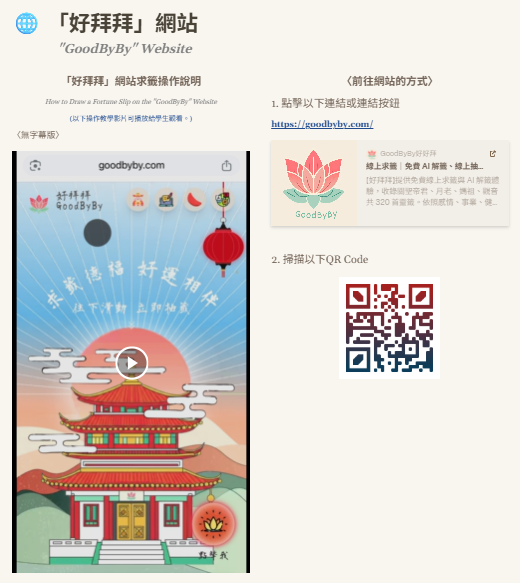 「好拜拜」網站
"GoodByBy" Website
「好拜拜」網站求籤操作說明
How to Draw a Fortune Slip on the "GoodByBy" Website
(以下操作教學影片可播放給學生觀看。)
〈無字幕版〉
goodbyby.com
好拜拜
GoodByBy
求籤德福 好運相伴
往下滑動 立即抽籤
點擊我
〈前往網站的方式〉
1. 點擊以下連結或連結按鈕
https://goodbyby.com/
GoodByBy好好拜
線上求籤｜免費 AI 解籤、線上抽...
【好拜拜】提供免費線上求籤與 AI 解籤體
驗，收錄關聖帝君、月老、媽祖、觀音
共 320 首靈籤。依照感情、事業、健...
GoodByBy
2. 掃描以下QR Code